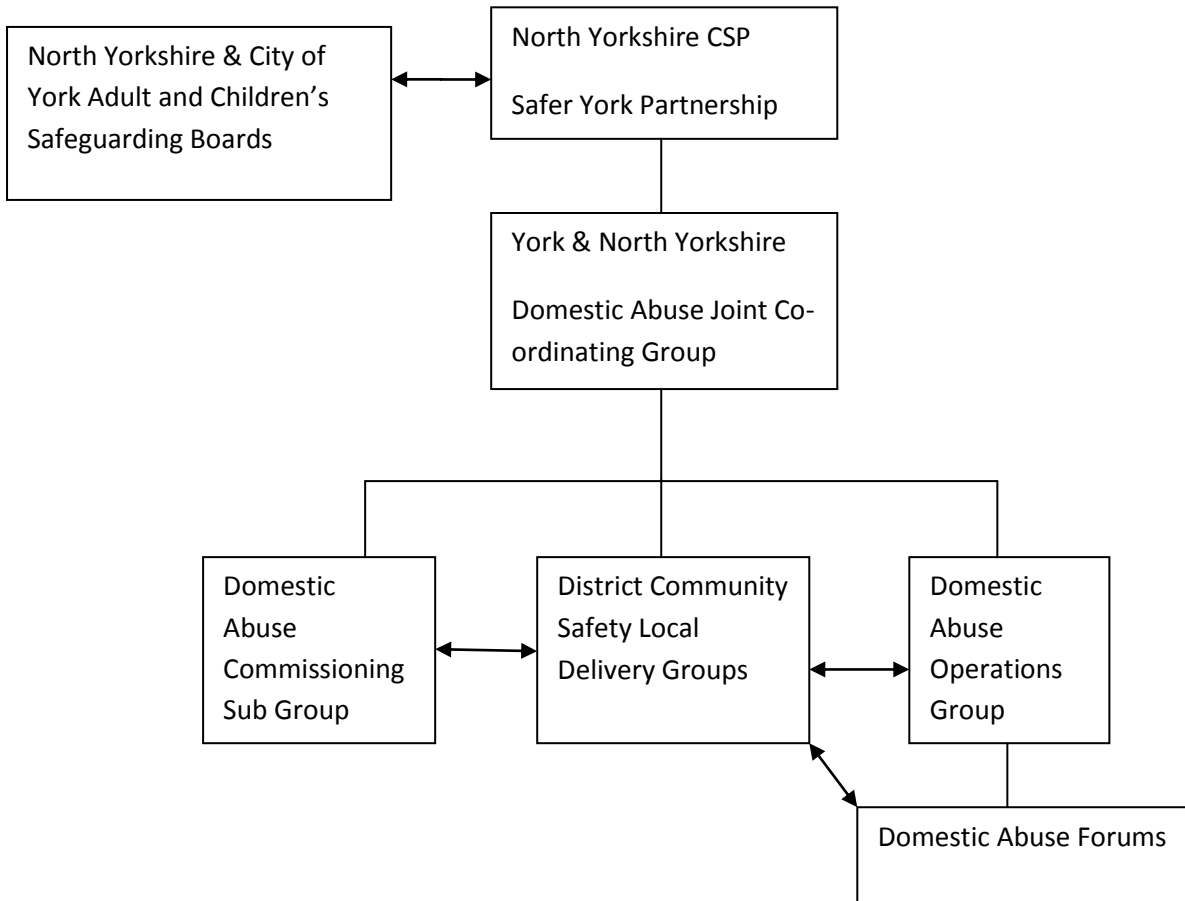 North Yorkshire & City of
York Adult and Children’s
Safeguarding Boards
North Yorkshire CSP
Safer York Partnership
York & North Yorkshire
Domestic Abuse Joint Co-
ordinating Group
Domestic
Abuse
Commissioning
Sub Group
District Community
Safety Local
Delivery Groups
Domestic
Abuse
Operations
Group
Domestic Abuse Forums